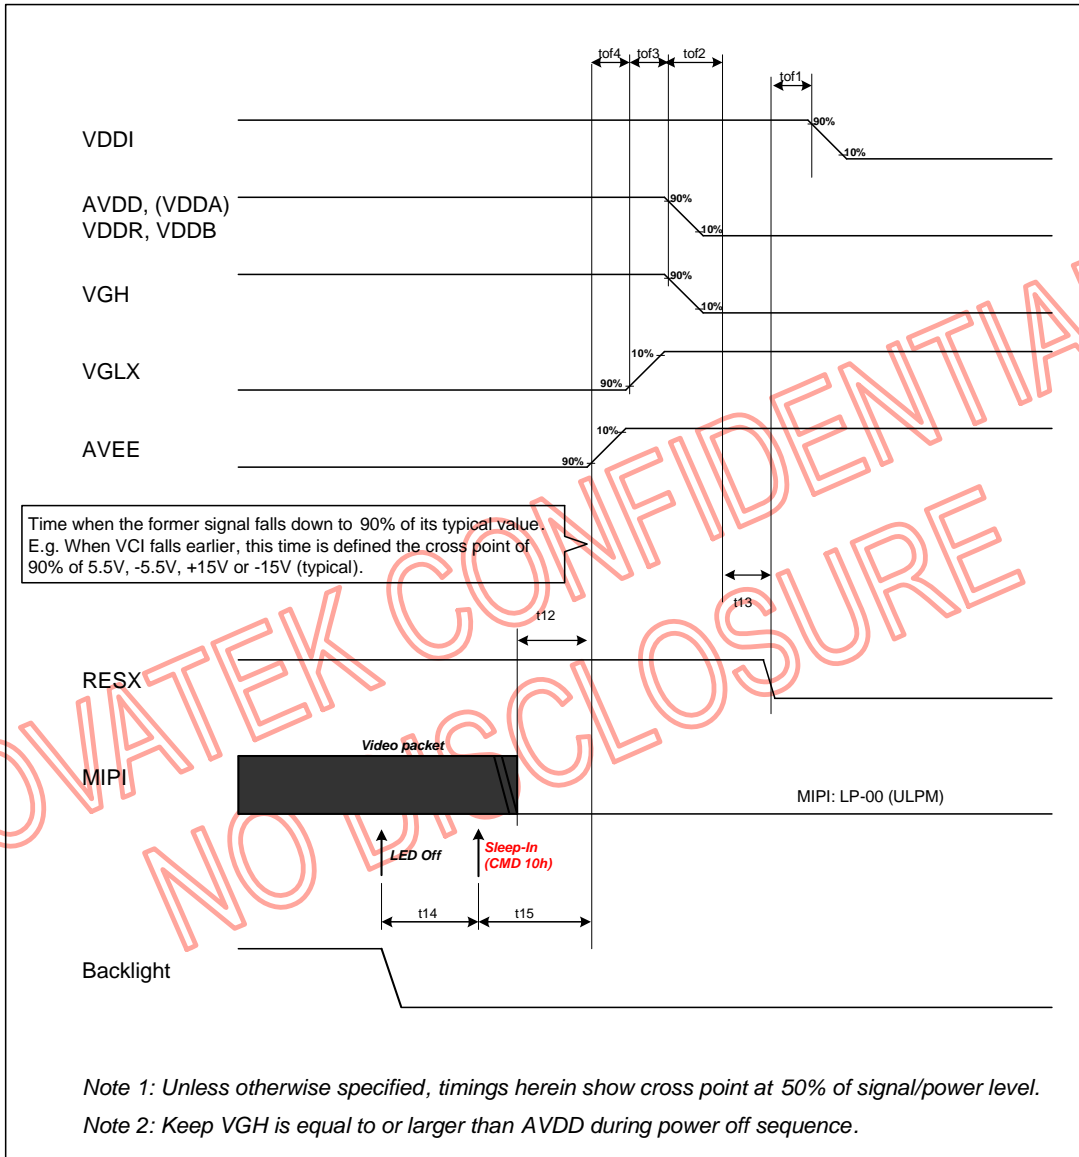 tof4 tof3 tof2
tof1
VDDI
90%
10%
AVDD, (VDDA)
VDDR, VDDB
90%
10%
VGH
90%
10%
VGLX
10%
90%
AVEE
10%
90%
Time when the former signal falls down to 90% of its typical value.
E.g. When VCI falls earlier, this time is defined the cross point of
90% of 5.5V, -5.5V, +15V or -15V (typical).
t13
t12
RESX
Video packet
MIPI
MIPI: LP-00 (ULPM)
LED Off
Sleep-In
(CMD 10h)
t14 t15
Backlight
Note 1: Unless otherwise specified, timings herein show cross point at 50% of signal/power level.
Note 2: Keep VGH is equal to or larger than AVDD during power off sequence.
OVATEK CONFIDENTIA
NO DISCLOSURE